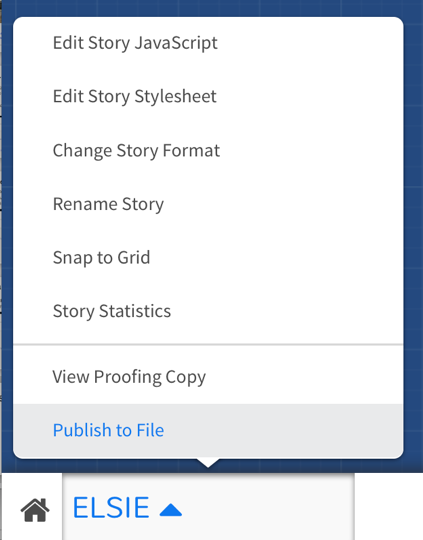 Edit Story JavaScript
Edit Story Stylesheet
Change Story Format
Rename Story
Snap to Grid
Story Statistics
View Proofing Copy
Publish to File
ELSIE